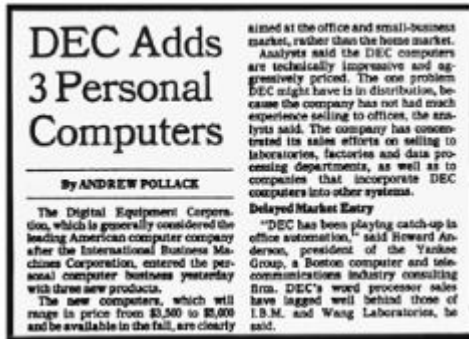 DEC Adds
3 Personal
Computers
By ANDREW POLLACK
The Digital Equipment Corpora-
tion, which is generally considered the
leading American computer company
after the International Business Ma-
chines Corporation, entered the per-
sonal computer business yesterday
with three new products.
The new computers, which will
range in price from $3,500 to $5,000
and be available in the fall, are clearly
aimed at the office and small-business
market, rather than the home market.
Analysts said the DEC computers
are technically impressive and ag-
gressively priced. The one problem
DEC might have is in distribution, be-
cause the company has not had much
experience selling to offices, the ana-
lysts said. The company has concen-
trated its sales efforts on selling to
laboratories, factories and data pro-
cessing departments, as well as to
companies that incorporate DEC
computers into other systems.
Delayed Market Entry
"DEC has been playing catch-up in
office automation," said Howard An-
derson, president of the Yankee
Group, a Boston computer and tele-
communications industry consulting
firm. DEC's word processor sales
have lagged well behind those of
I.B.M. and Wang Laboratories, he
said.